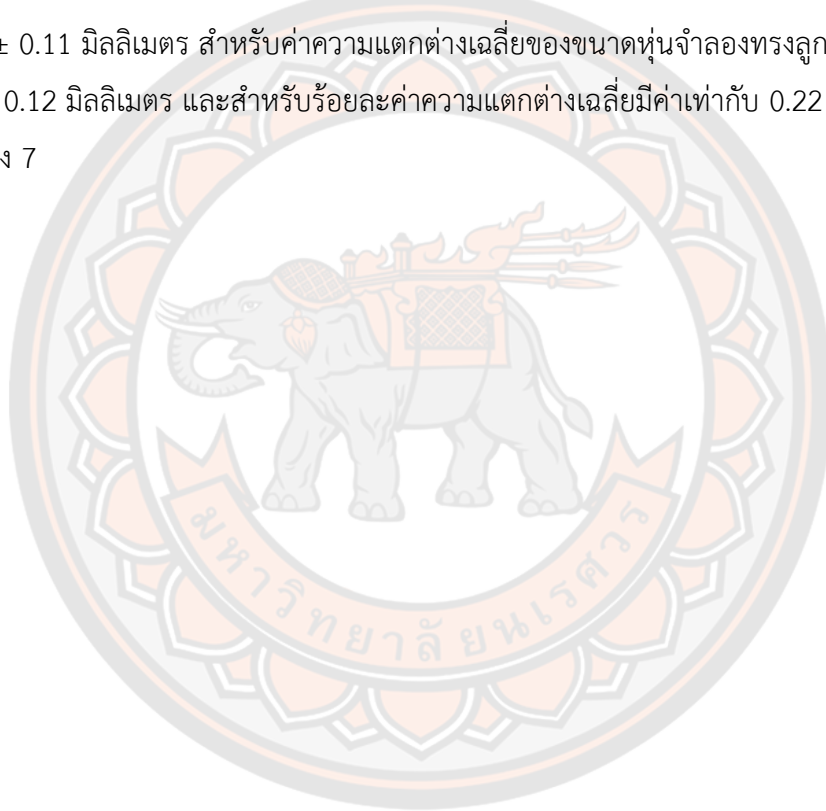 ± 0.11 มิลลิเมตร สำหรับค่าความแตกต่างเฉลี่ยของขนาดหุ่นจำลองทรงลูก
0.12 มิลลิเมตร และสำหรับร้อยละค่าความแตกต่างเฉลี่ยมีค่าเท่ากับ 0.22
ง 7
มหาวิทยาลัยนเรศวร